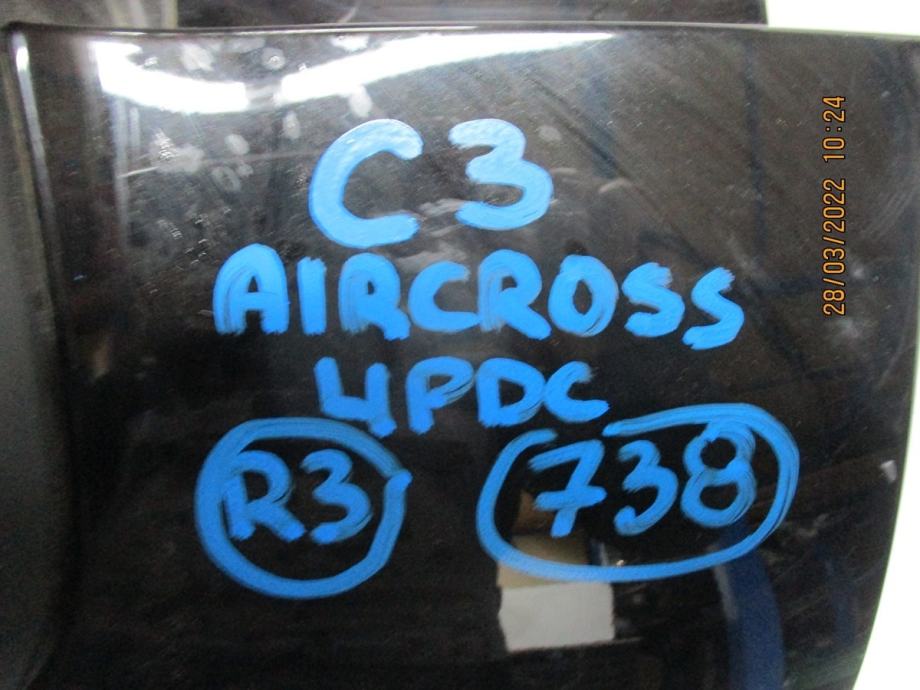 C3
AIRCROSS
4PDC
R3 738
28/03/2022 10:24